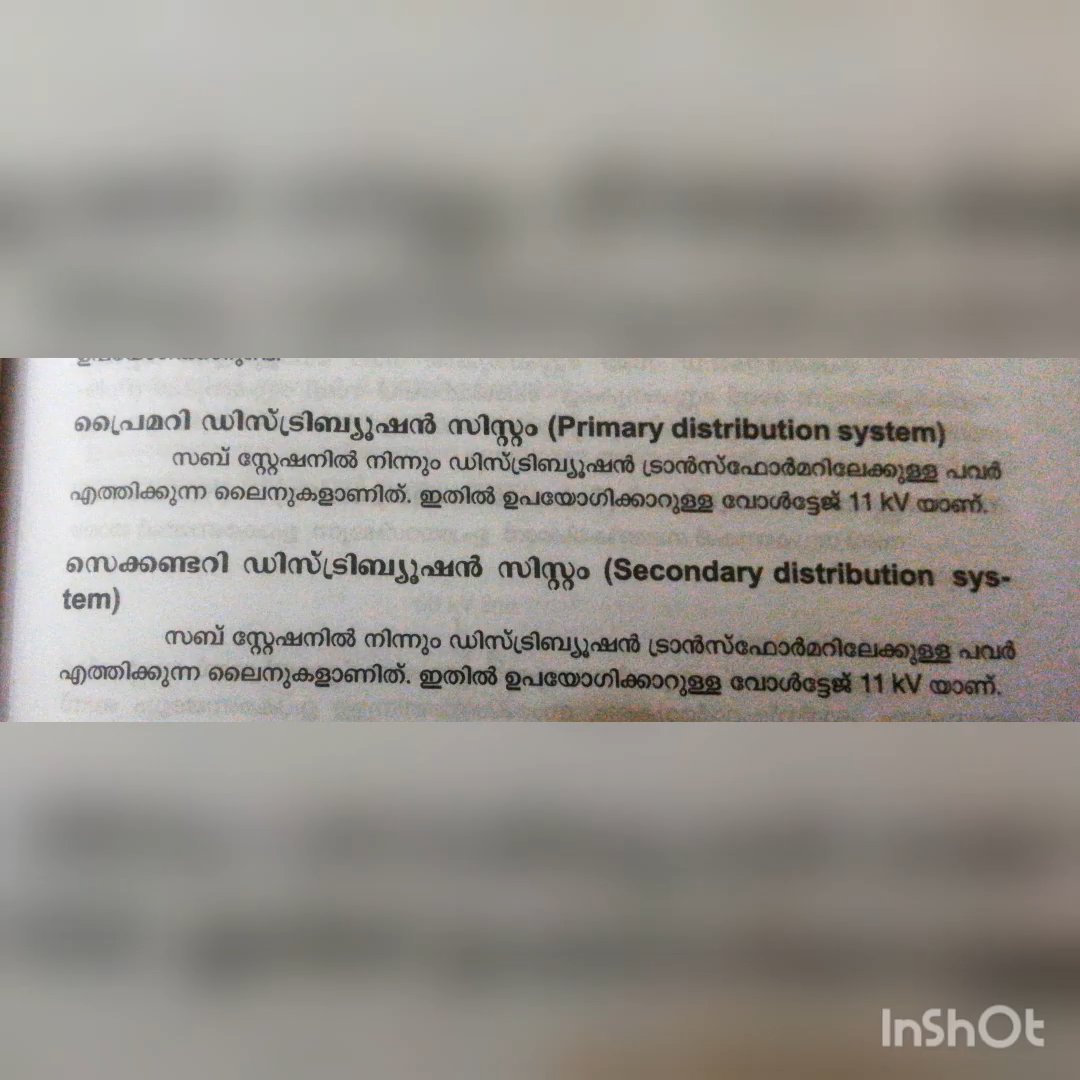 പ്രൈമറി ഡിസ്ട്രിബ്യൂഷൻ സിസ്റ്റം (Primary distribution system)
സബ് സ്റ്റേഷനിൽ നിന്നും ഡിസ്ട്രിബ്യൂഷൻ ട്രാൻസ്ഫോർമറിലേക്കുള്ള പവർ
എത്തിക്കുന്ന ലൈനുകളാണിത്. ഇതിൽ ഉപയോഗിക്കാറുള്ള വോൾട്ടേജ് 11 kV യാണ്.
സെക്കണ്ടറി ഡിസ്ട്രിബ്യൂഷൻ സിസ്റ്റം (Secondary distribution sys-
tem)
സബ് സ്റ്റേഷനിൽ നിന്നും ഡിസ്ട്രിബ്യൂഷൻ ട്രാൻസ്ഫോർമറിലേക്കുള്ള പവർ
എത്തിക്കുന്ന ലൈനുകളാണിത്. ഇതിൽ ഉപയോഗിക്കാറുള്ള വോൾട്ടേജ് 11 kV യാണ്.
InShOt